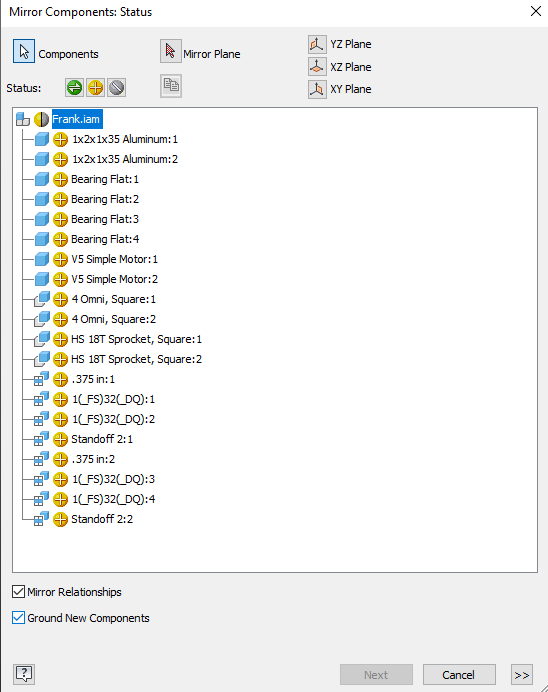 Mirror Components: Status
Components
Mirror Plane
YZ Plane
XZ Plane
XY Plane
Status:
Frank.iam
1x2x1x35 Aluminum:1
1x2x1x35 Aluminum:2
Bearing Flat:1
Bearing Flat:2
Bearing Flat:3
Bearing Flat:4
V5 Simple Motor:1
V5 Simple Motor:2
4 Omni, Square:1
4 Omni, Square:2
HS 18T Sprocket, Square:1
HS 18T Sprocket, Square:2
.375 in:1
1(_FS)32(_DQ):1
1(_FS)32(_DQ):2
Standoff 2:1
.375 in:2
1(_FS)32(_DQ):3
1(_FS)32(_DQ):4
Standoff 2:2
Mirror Relationships
Ground New Components
?
Next
Cancel
>>